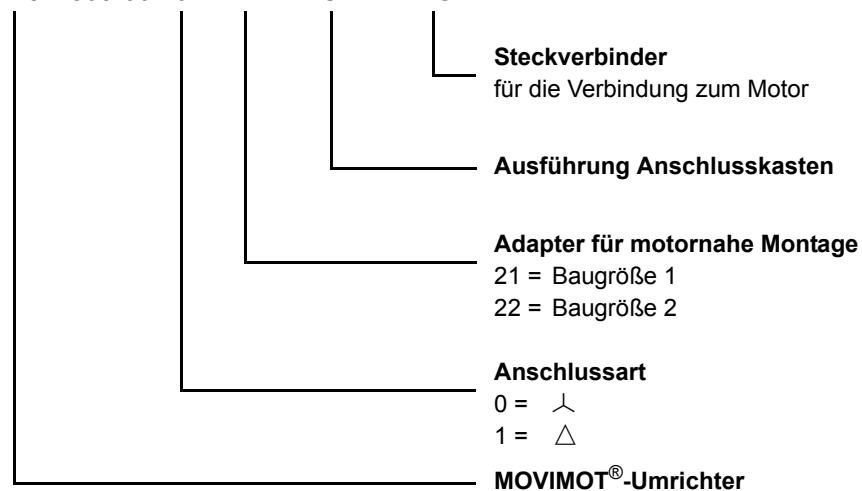 Steckverbinder
für die Verbindung zum Motor
Ausführung Anschlusskasten
Adapter für motornahe Montage
21 = Baugröße 1
22 = Baugröße 2
Anschlussart
0 = ⅄
1 = △
MOVIMOT®-Umrichter